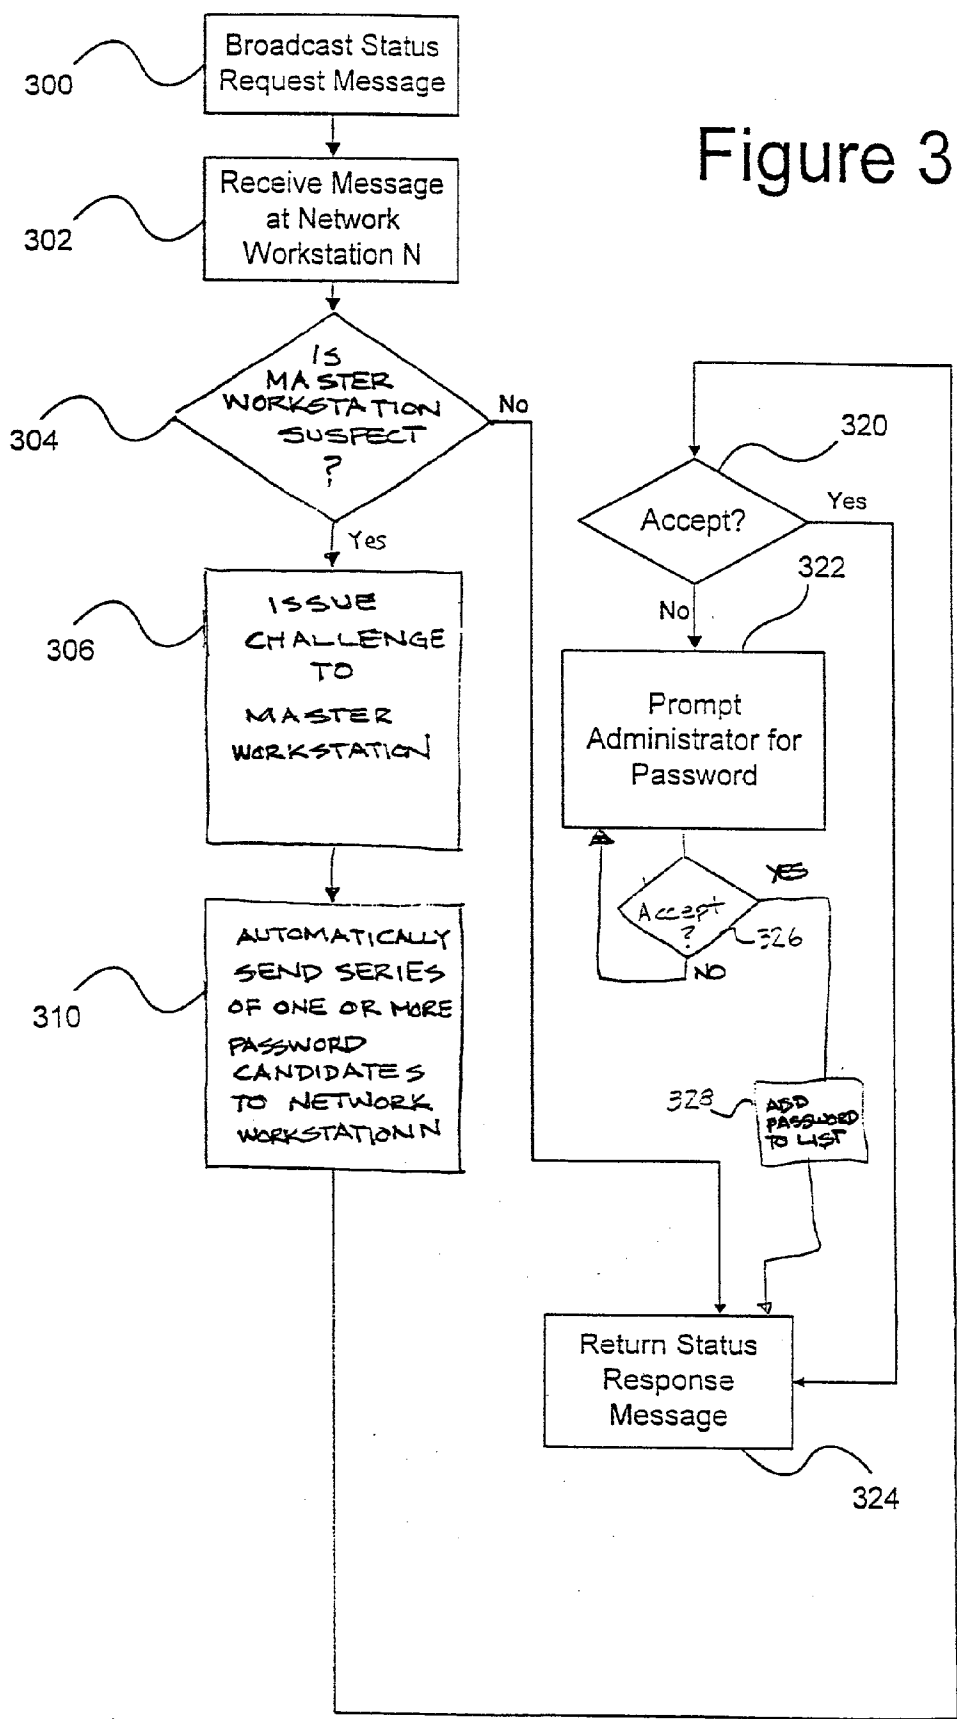 Figure 3
Broadcast Status
Request Message
300
Receive Message
at Network
Workstation N
302
IS
MASTER
WORKSTATION
SUSPECT
?
304
No
Yes
ISSUE
CHALLENGE
TO
MASTER
WORKSTATION
306
AUTOMATICALLY
SEND SERIES
OF ONE OR MORE
PASSWORD
CANDIDATES
TO NETWORK
WORKSTATION N
310
320
Accept?
Yes
No
322
Prompt
Administrator for
Password
Accept
?
YES
326
NO
328
ADD
PASSWORD
TO LIST
Return Status
Response
Message
324